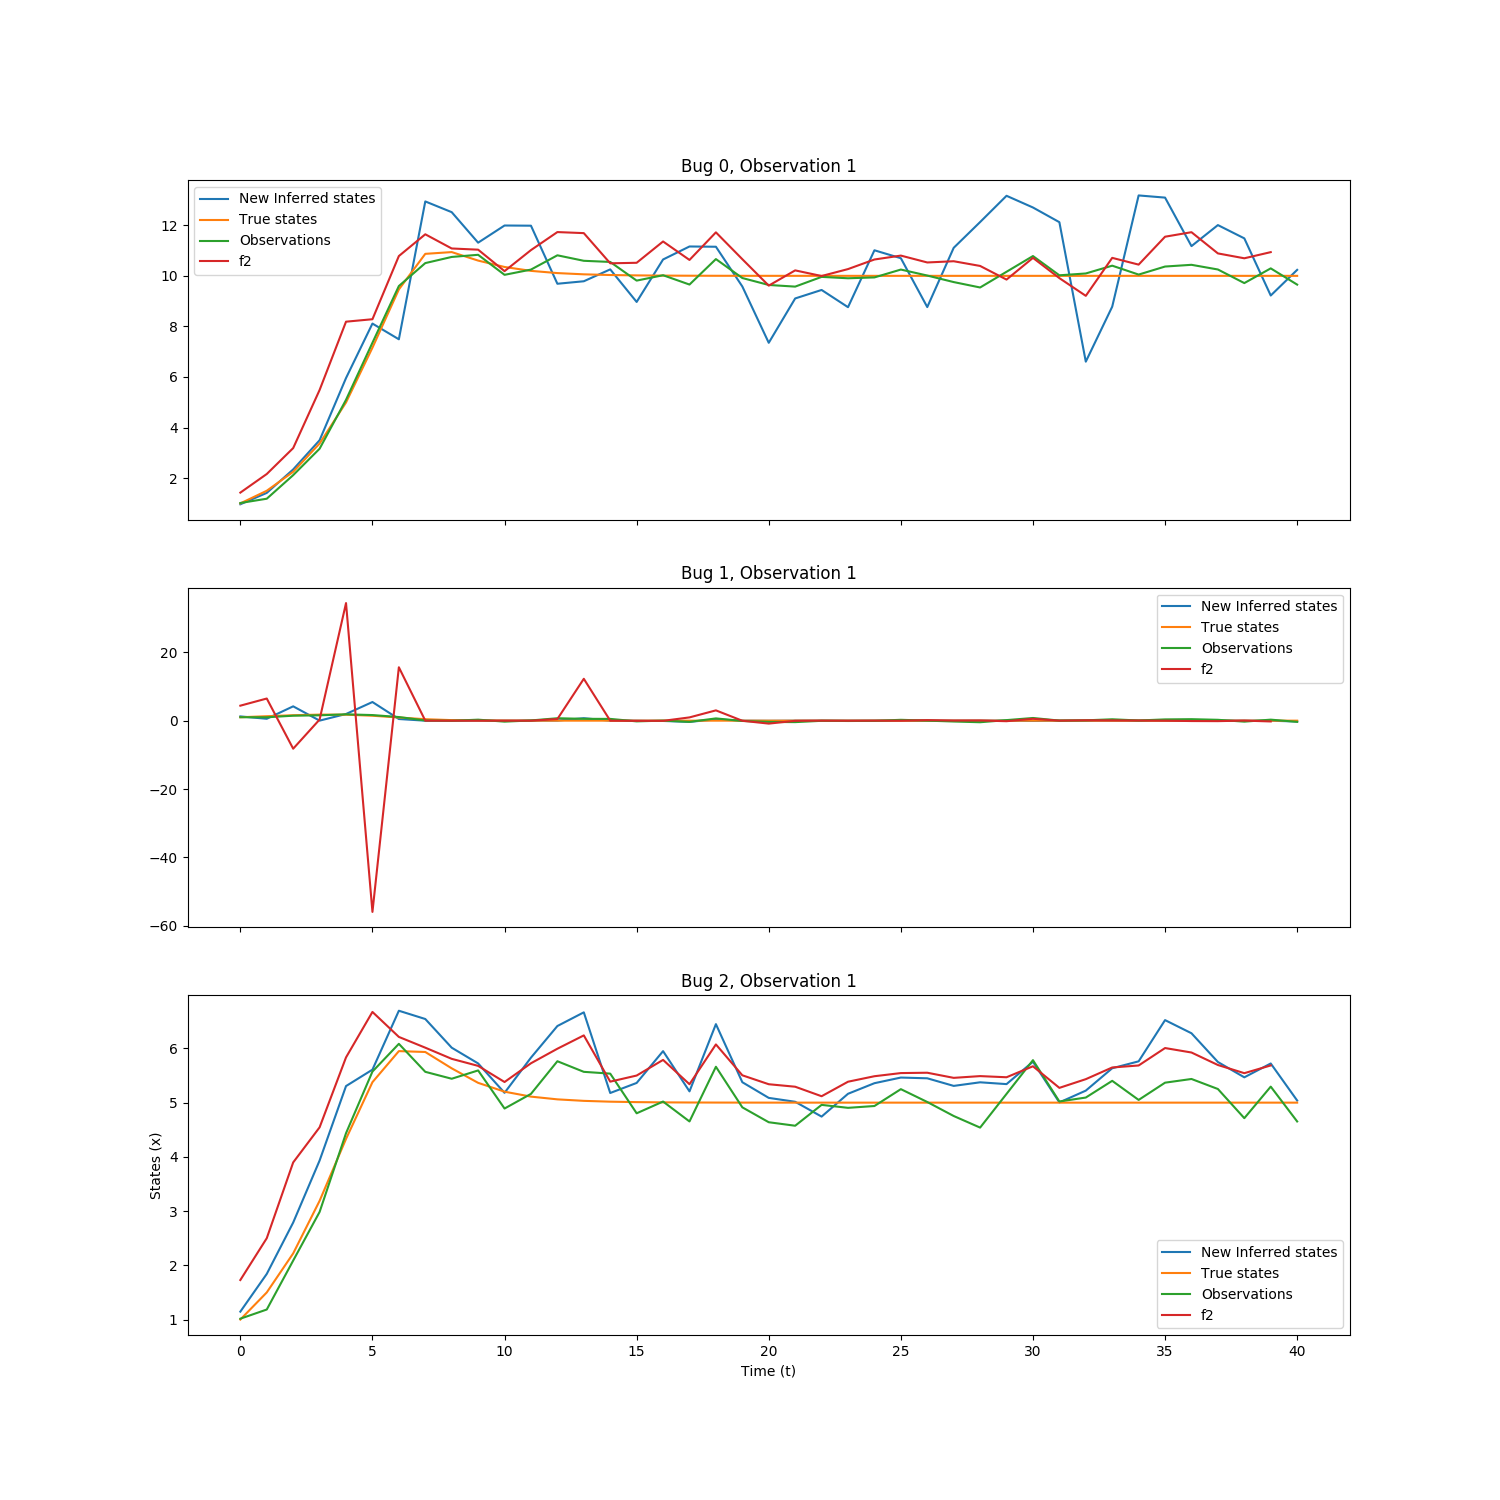 Bug 0, Observation 1
New Inferred states
True states
Observations
f2
12
10
8
6
4
2
Bug 1, Observation 1
New Inferred states
True states
Observations
f2
20
0
−20
−40
−60
Bug 2, Observation 1
6
5
4
3
2
1
States (x)
New Inferred states
True states
Observations
f2
0 5 10 15 20 25 30 35 40
Time (t)